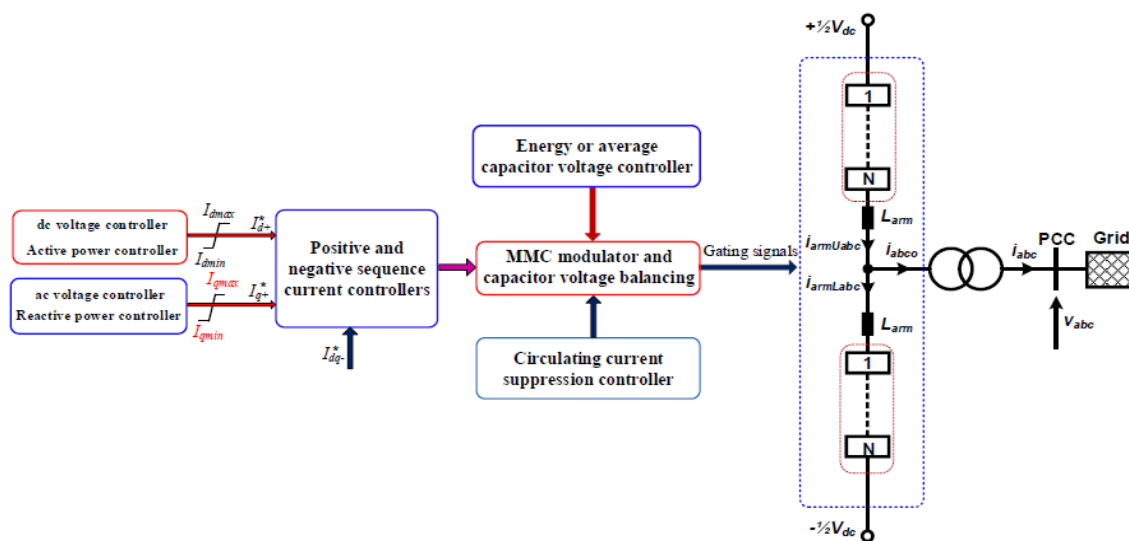 dc voltage controller
Active power controller
ac voltage controller
Reactive power controller
Idmax
Idmin
I*d+
Iqmax
Iqmin
I*q+
Positive and
negative sequence
current controllers
I*dq-
Energy or average
capacitor voltage controller
MMC modulator and
capacitor voltage balancing
Circulating current
suppression controller
Gating signals
+½Vdc
1
N
Larm
iarmUabc
iabco
iarmLabc
Larm
1
N
-½Vdc
iabc
PCC
Grid
Vabc